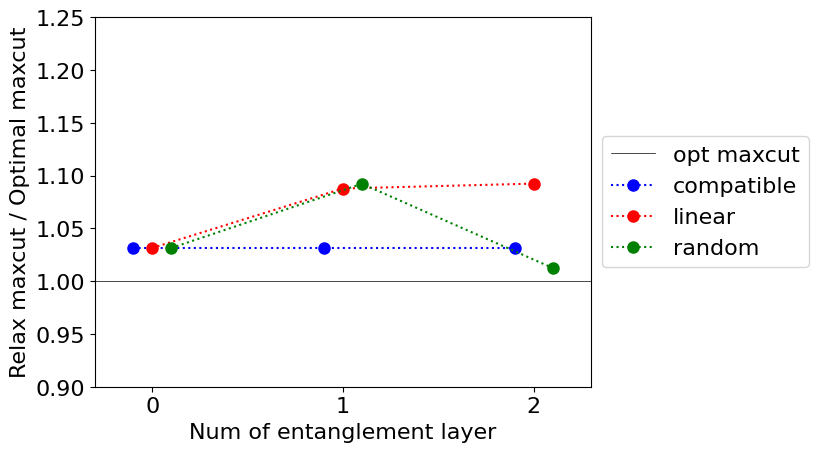 Relax maxcut / Optimal maxcut
1.25
1.20
1.15
1.10
1.05
1.00
0.95
0.90
0 1 2
Num of entanglement layer
opt maxcut
compatible
linear
random